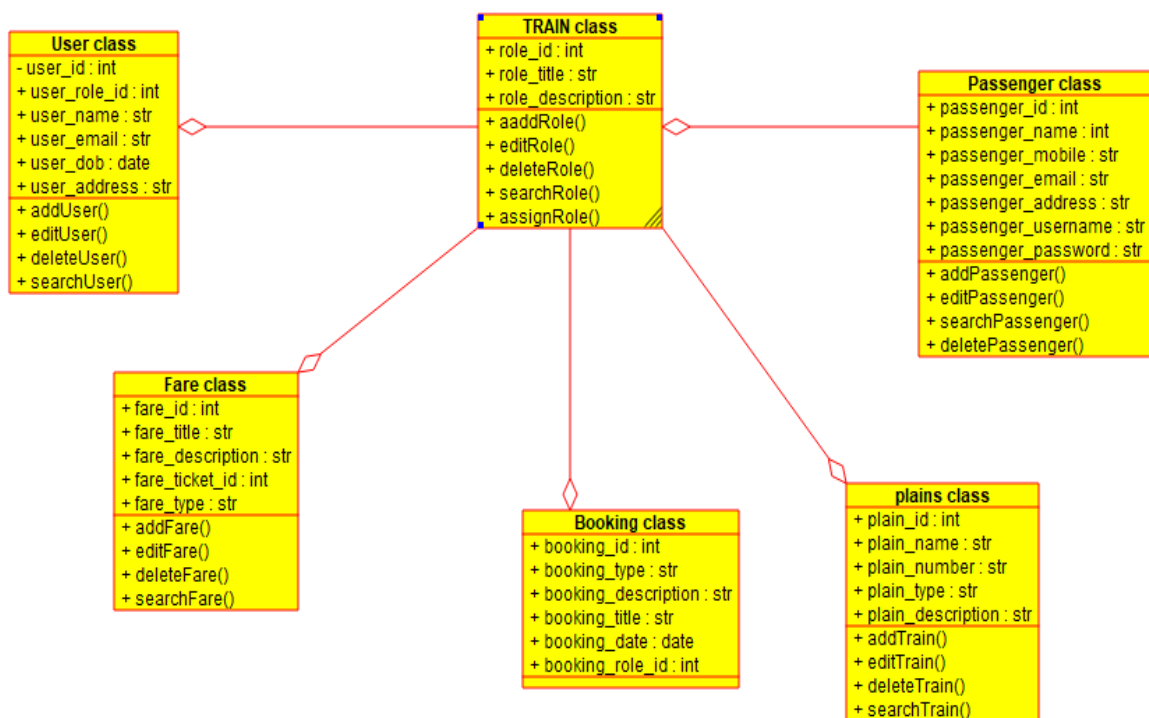 User class
- user_id : int
+ user_role_id : int
+ user_name : str
+ user_email : str
+ user_dob : date
+ user_address : str
+ addUser()
+ editUser()
+ deleteUser()
+ searchUser()
TRAIN class
+ role_id : int
+ role_title : str
+ role_description : str
+ aaddRole()
+ editRole()
+ deleteRole()
+ searchRole()
+ assignRole()
Passenger class
+ passenger_id : int
+ passenger_name : int
+ passenger_mobile : str
+ passenger_email : str
+ passenger_address : str
+ passenger_username : str
+ passenger_password : str
+ addPassenger()
+ editPassenger()
+ searchPassenger()
+ deletePassenger()
Fare class
+ fare_id : int
+ fare_title : str
+ fare_description : str
+ fare_ticket_id : int
+ fare_type : str
+ addFare()
+ editFare()
+ deleteFare()
+ searchFare()
Booking class
+ booking_id : int
+ booking_type : str
+ booking_description : str
+ booking_title : str
+ booking_date : date
+ booking_role_id : int
plains class
+ plain_id : int
+ plain_name : str
+ plain_number : str
+ plain_type : str
+ plain_description : str
+ addTrain()
+ editTrain()
+ deleteTrain()
+ searchTrain()